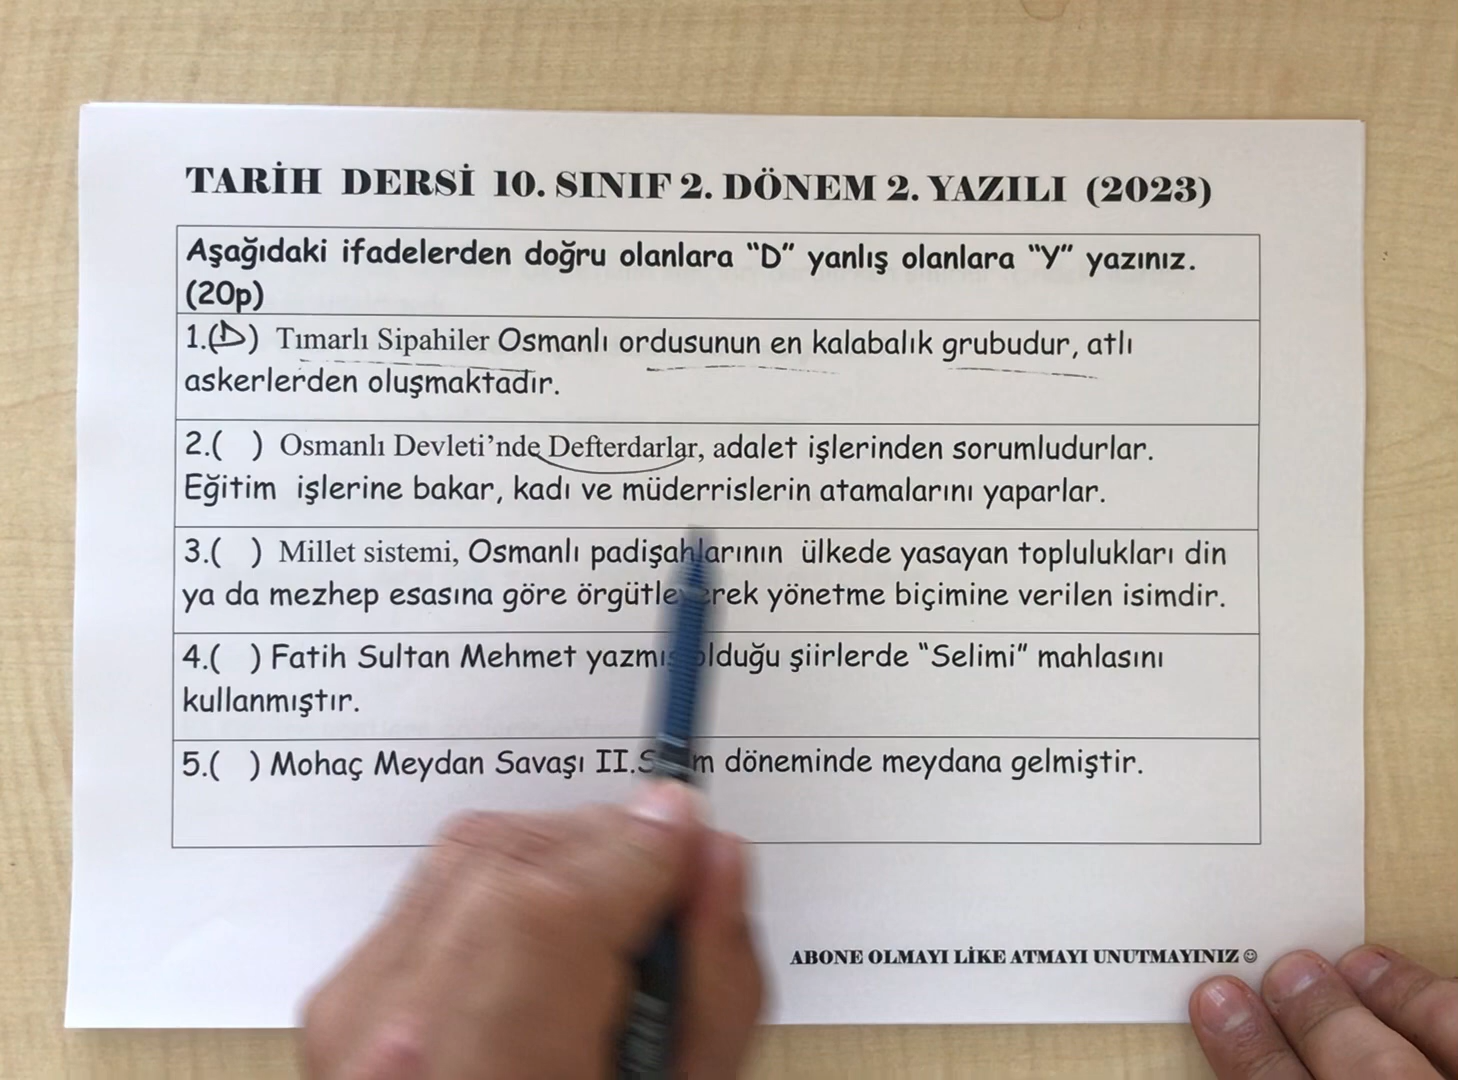 TARİH DERSİ 10. SINIF 2. DÖNEM 2. YAZILI (2023)
Aşağıdaki ifadelerden doğru olanlara “D” yanlış olanlara “Y” yazınız.
(20p)
1.(D) Tımarlı Sipahiler Osmanlı ordusunun en kalabalık grubudur, atlı
askerlerden oluşmaktadır.
2.( ) Osmanlı Devleti’nde Defterdarlar, adalet işlerinden sorumludurlar.
Eğitim işlerine bakar, kadı ve müderrislerin atamalarını yaparlar.
3.( ) Millet sistemi, Osmanlı padişahlarının ülkede yasayan toplulukları din
ya da mezhep esasına göre yönetme biçimine verilen isimdir.
4.( ) Fatih Sultan Mehmet olduğu şiirlerde “Selimi” mahlasını
kullanmıştır.
5.( ) Mohaç Meydan Savaşı döneminde meydana gelmiştir.
ABONE OLMAYI LİKE ATMAYI UNUTMAYINIZ☺